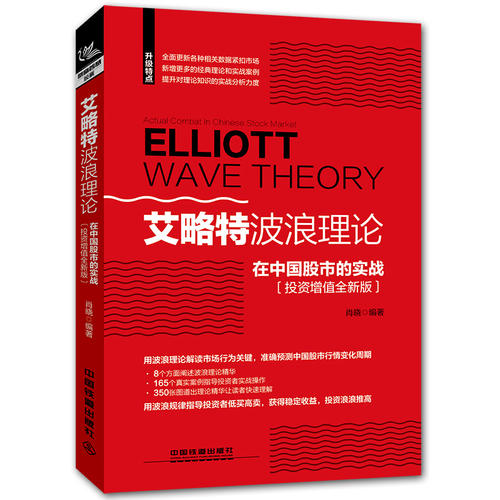 升级特点
全面更新各种相关数据紧扣市场
新增更多的经典理论和实战案例
提升对理论知识的实战分析力度
Actual Combat in Chinese Stock Market
ELLIOTT
WAVE THEORY
艾略特波浪理论
在中国股市的实战
[投资增值全新版]
肖晓◎编著
用波浪理论解读市场行为关键，准确预测中国股市行情变化周期
• 8个方面阐述波浪理论精华
• 165个真实案例指导投资者实战操作
• 350张图道出理论精华让读者快速理解
用波浪规律指导投资者低买高卖，获得稳定收益，投资浪浪推高
中国铁道出版社
艾略特波浪理论
在中国股市的实战
[投资增值全新版]
肖晓◎编著
中国铁道出版社